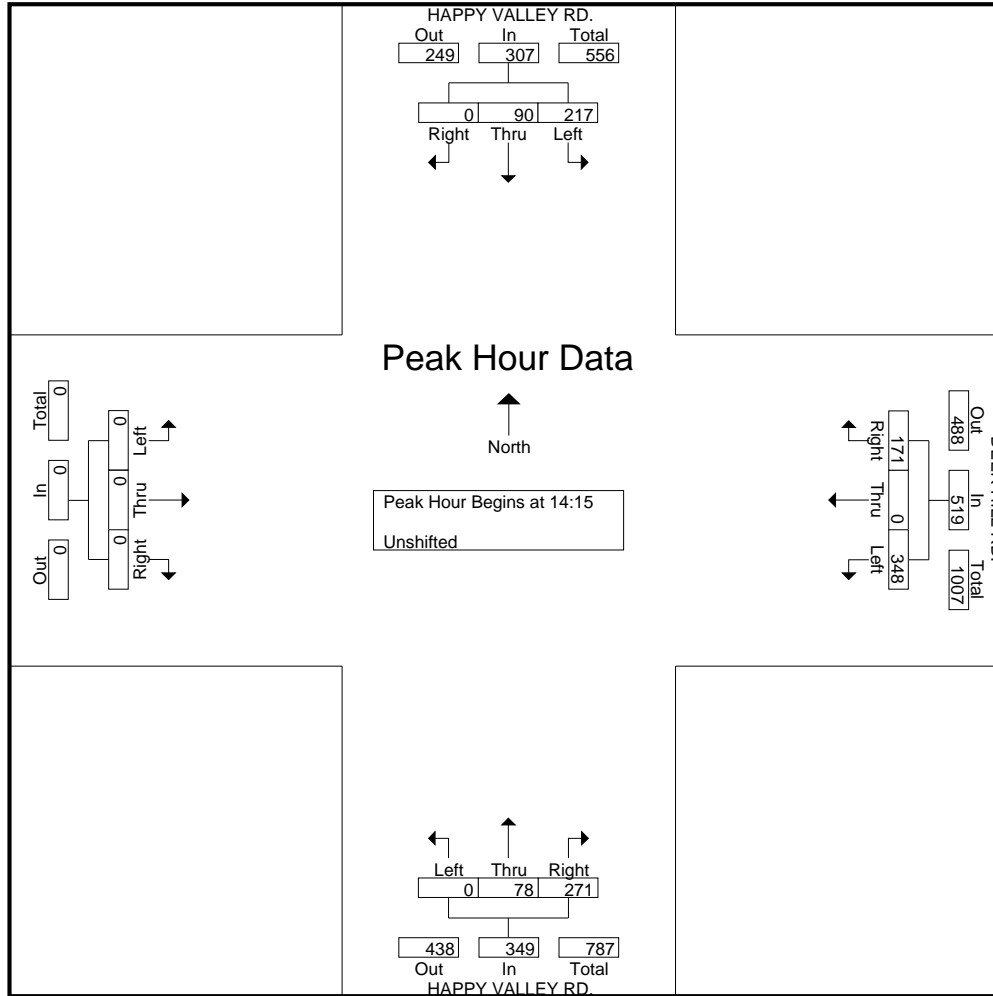 HAPPY VALLEY RD.
Out In Total
249 307 556
0 90 217
Right Thru Left
Peak Hour Data
North
Peak Hour Begins at 14:15
Unshifted
Total In Out
0 0 0
0 0 0
Left Thru Right
Out In Total
488 519 1007
171 0 348
Right Thru Left
Left Thru Right
0 78 271
438 349 787
Out In Total
HAPPY VALLEY RD.